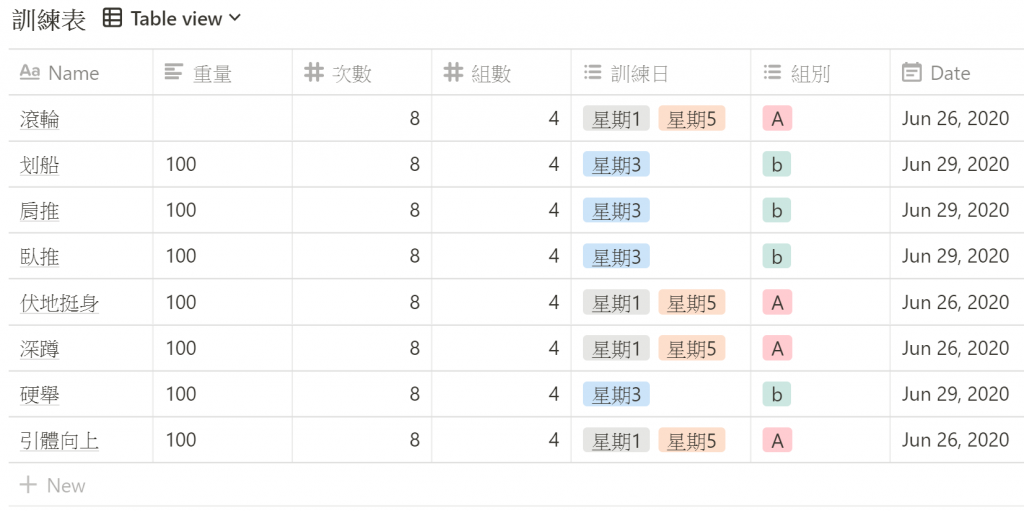 訓練表 Table view
Aa Name 重量 次數 組數 訓練日 組別 Date
滾輪 8 4 星期1 星期5 A Jun 26, 2020
划船 100 8 4 星期3 b Jun 29, 2020
肩推 100 8 4 星期3 b Jun 29, 2020
臥推 100 8 4 星期3 b Jun 29, 2020
伏地挺身 100 8 4 星期1 星期5 A Jun 26, 2020
深蹲 100 8 4 星期1 星期5 A Jun 26, 2020
硬舉 100 8 4 星期3 b Jun 29, 2020
引體向上 100 8 4 星期1 星期5 A Jun 26, 2020
+ New